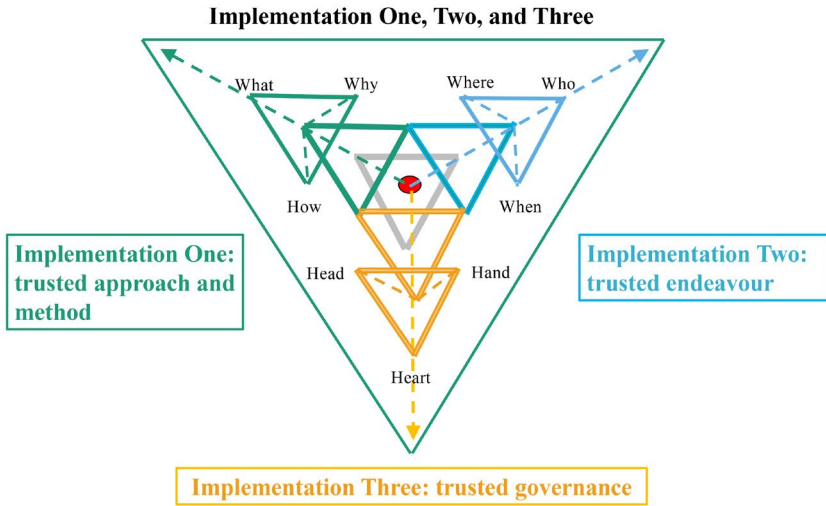 Implementation One, Two, and Three
What
Why
Where
Who
How
When
Implementation One:
trusted approach and
method
Implementation Two:
trusted endeavour
Head
Hand
Heart
Implementation Three: trusted governance